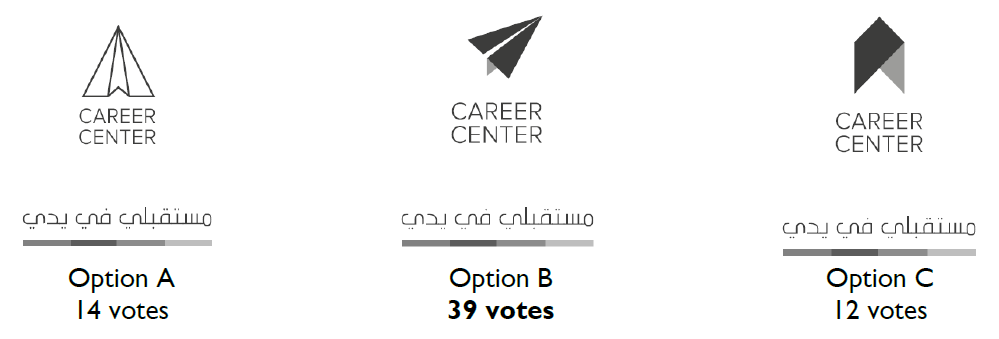 CAREER
CENTER
مستقبلي في يدي
Option A
14 votes
CAREER
CENTER
مستقبلي في يدي
Option B
39 votes
CAREER
CENTER
مستقبلي في يدي
Option C
12 votes